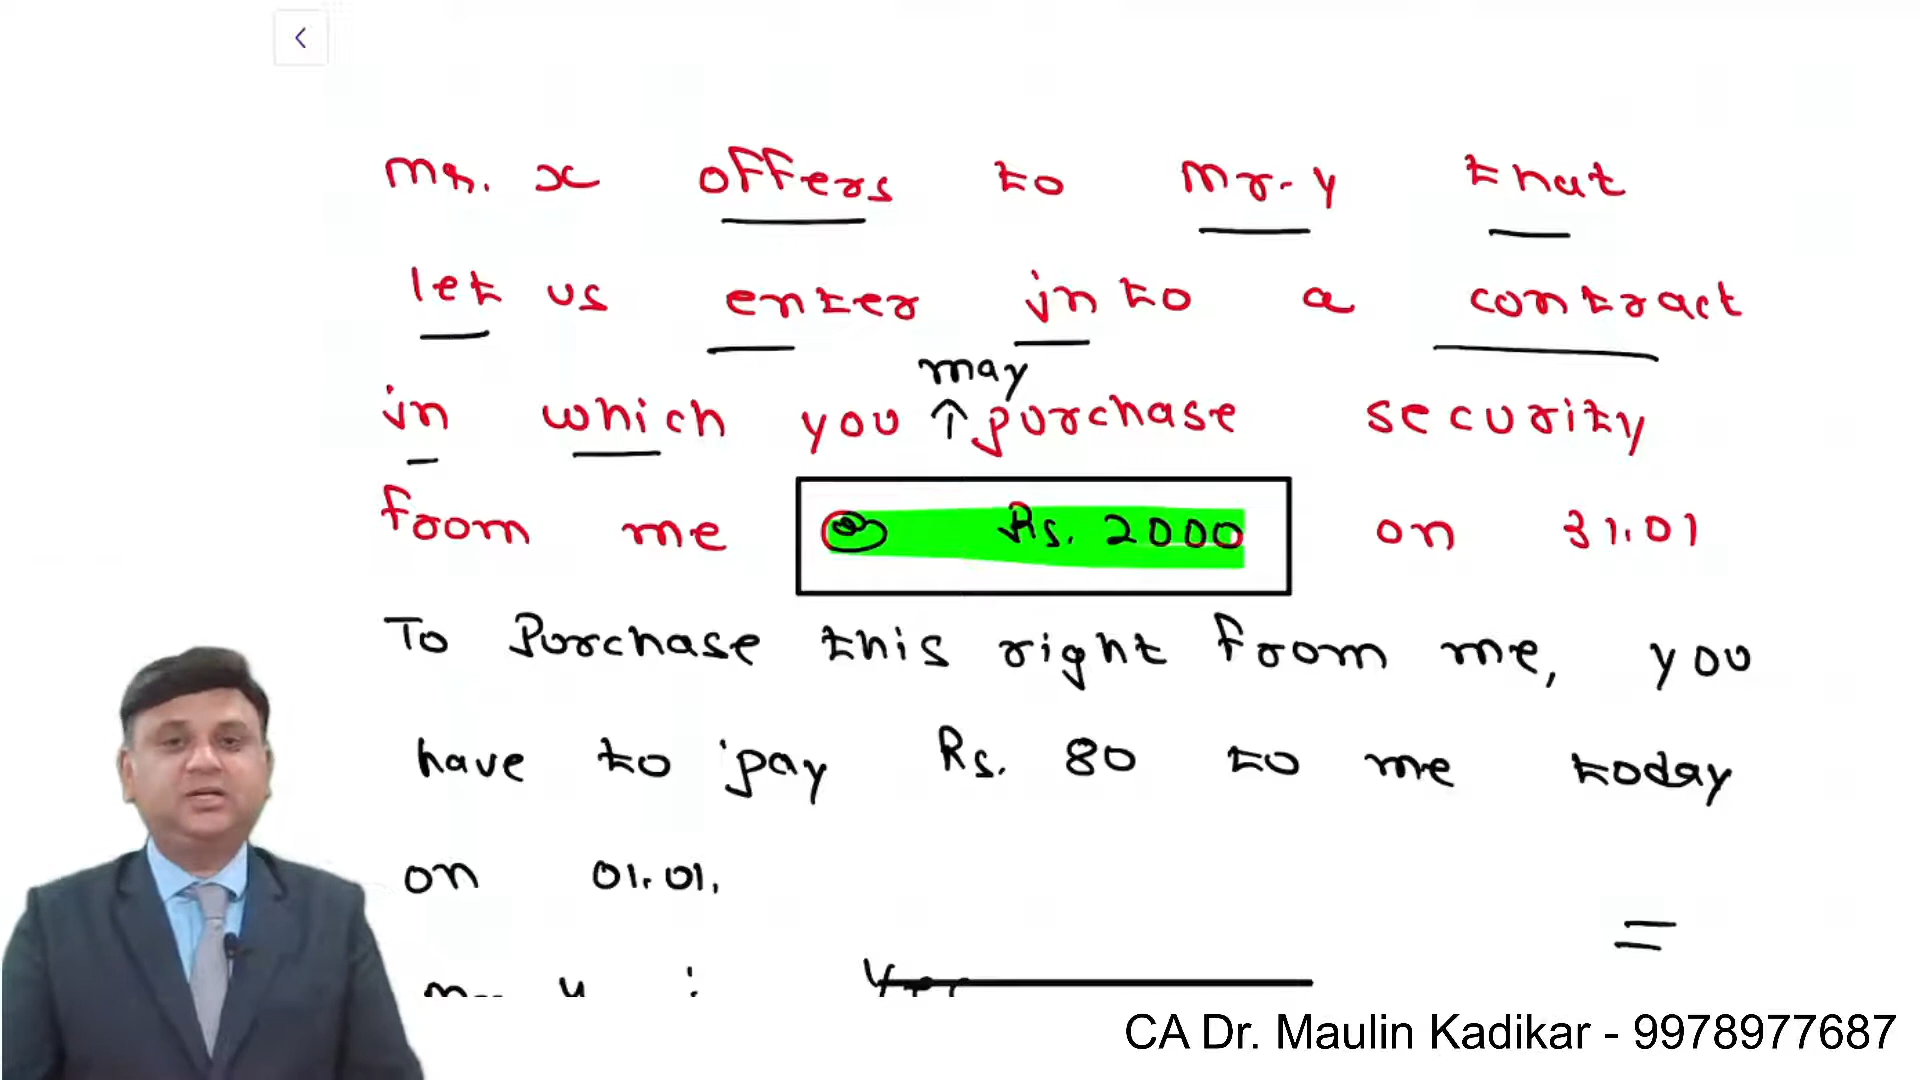 Mr. x offers to Mr. y that
let us enter into a contract
may
in which you ↑ purchase security
from me @ Rs. 2000 on 31.01
To Purchase this right from me, you
have to pay Rs. 80 to me today
on 01.01.
=
CA Dr. Maulin Kadikar - 9978977687